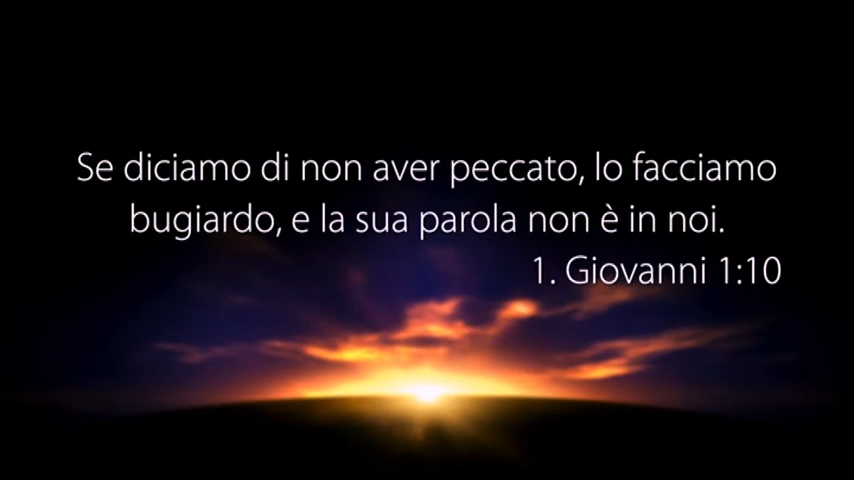 Se diciamo di non aver peccato, lo facciamo
bugiardo, e la sua parola non è in noi.
1. Giovanni 1:10